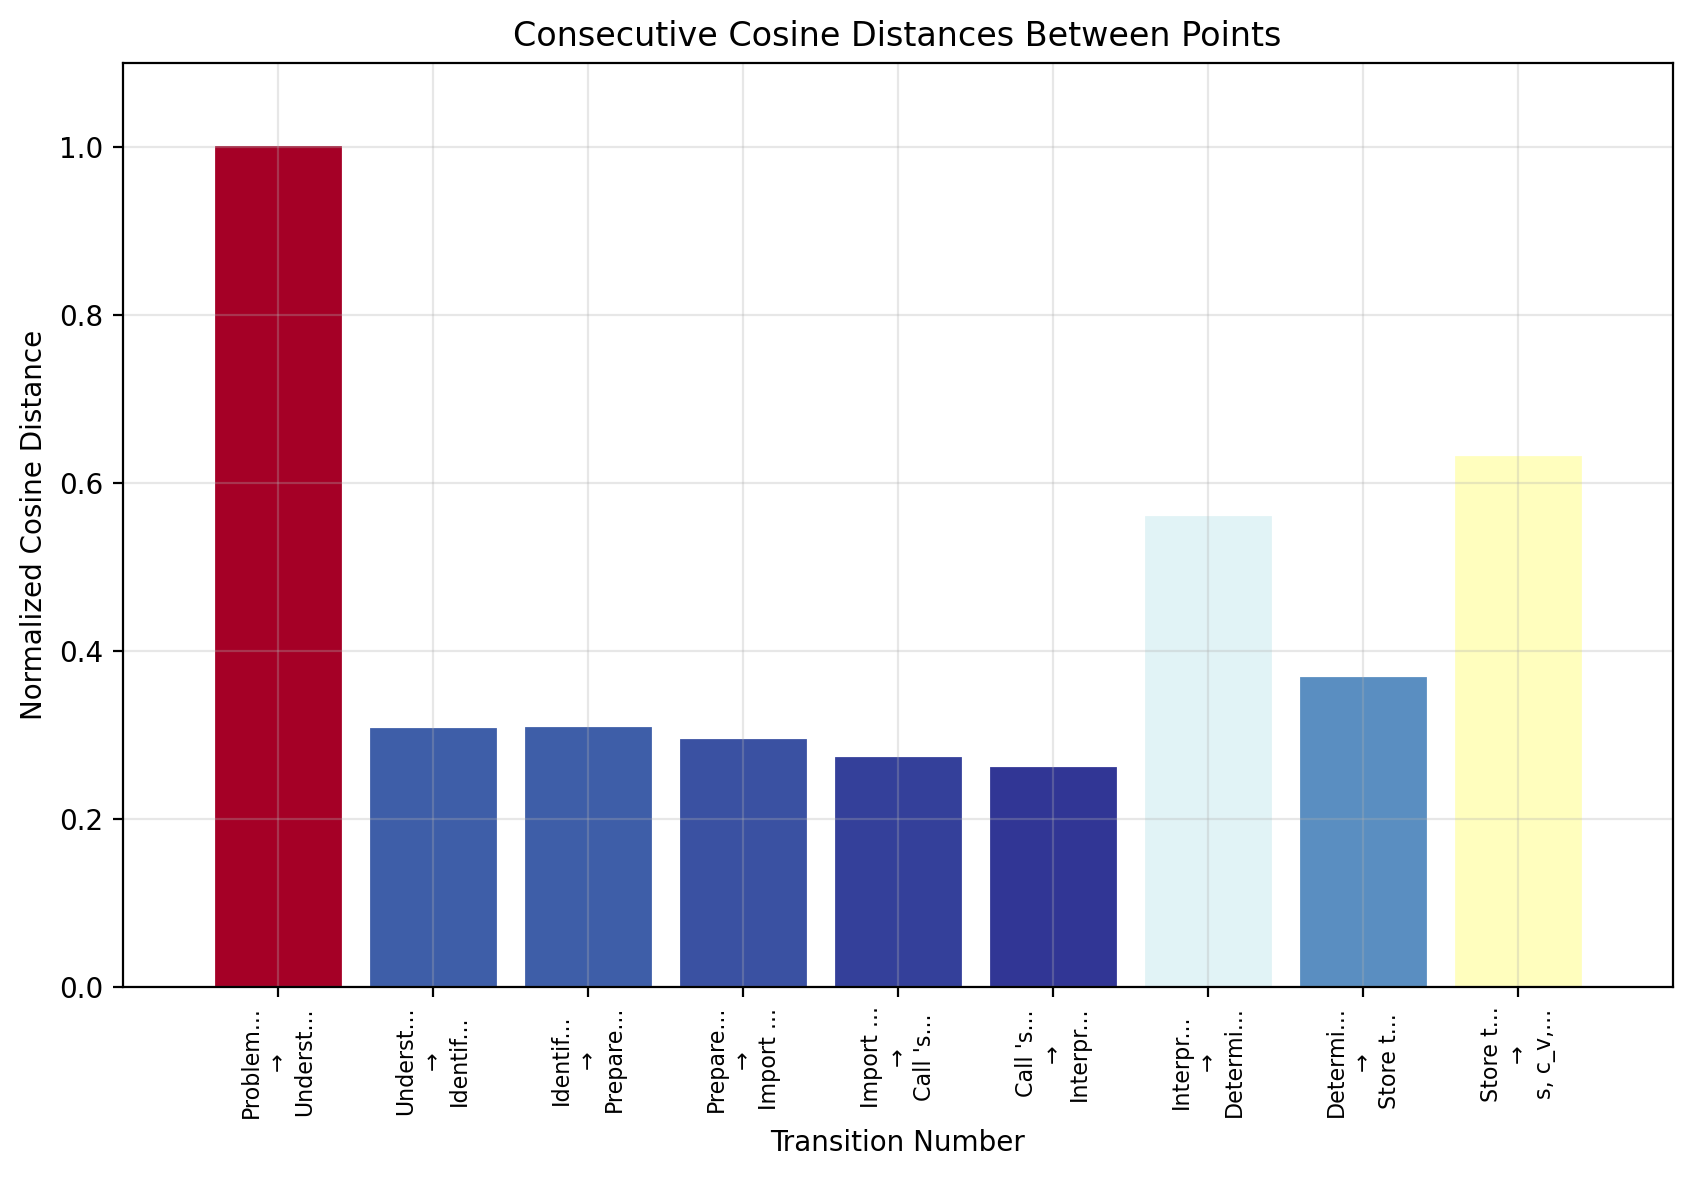 Consecutive Cosine Distances Between Points
Normalized Cosine Distance
1.0
0.8
0.6
0.4
0.2
0.0
Problem...
→
Underst...
Underst...
→
Identif...
Identif...
→
Prepare...
Prepare...
→
Import ...
Import ...
→
Call 's...
Call 's...
→
Interpr...
Interpr...
→
Determi...
Determi...
→
Store t...
Store t...
→
s, c_v,...
Transition Number